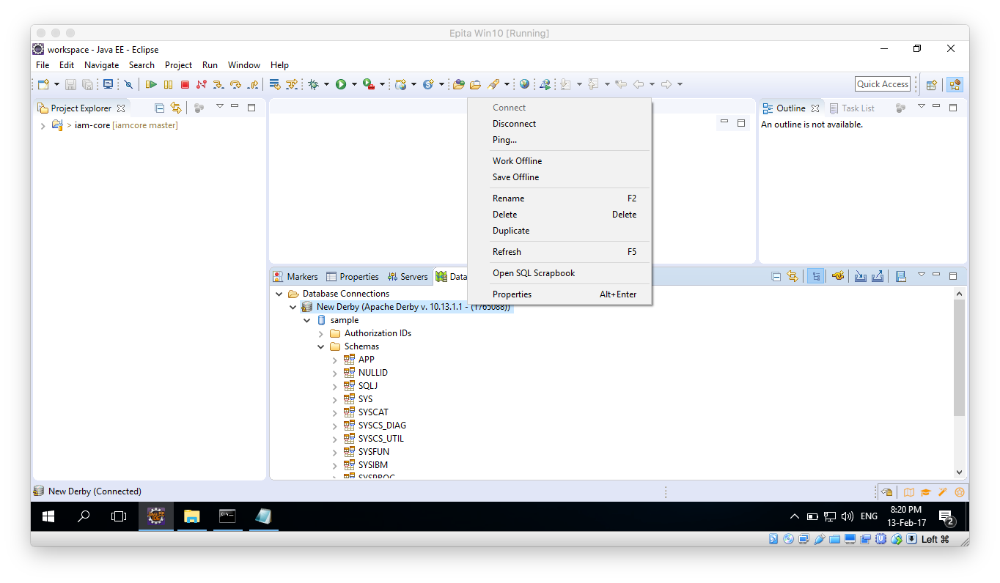 Epita Win10 [Running]
workspace - Java EE - Eclipse
File Edit Navigate Search Project Run Window Help
Quick Access
Project Explorer
> iam-core [iamcore master]
Outline Task List
An outline is not available.
Connect
Disconnect
Ping...
Work Offline
Save Offline
Rename F2
Delete Delete
Duplicate
Refresh F5
Open SQL Scrapbook
Properties Alt+Enter
Markers Properties Servers Data
Database Connections
New Derby (Apache Derby v. 10.13.1.1 - (1765088))
sample
Authorization IDs
Schemas
APP
NULLID
SQLJ
SYS
SYSCAT
SYSCS_DIAG
SYSCS_UTIL
SYSFUN
SYSIBM
SYSPROC
New Derby (Connected)
JAVA EE
IDE
ENG
8:20 PM
13-Feb-17
2
Left ⌘